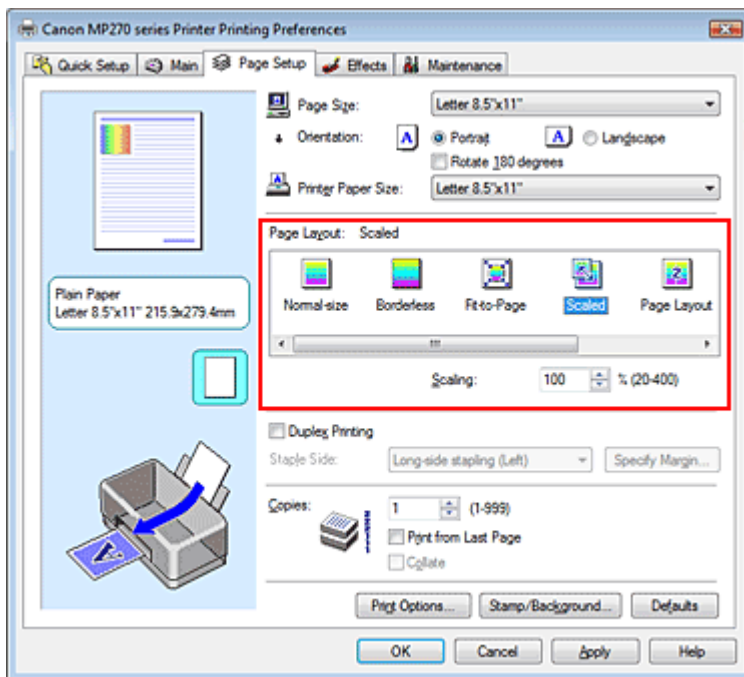 Canon MP270 series Printer Printing Preferences
Quick Setup Main Page Setup Effects Maintenance
Page Size: Letter 8.5"x11"
Orientation: A Portrait A Landscape
Rotate 180 degrees
Printer Paper Size: Letter 8.5"x11"
Page Layout: Scaled
Normal-size Borderless Fit-to-Page Scaled Page Layout
Scaling: 100 % (20-400)
Plain Paper
Letter 8.5"x11" 215.9x279.4mm
Duplex Printing
Staple Side: Long-side stapling (Left) Specify Margin...
Copies: 1 (1-999)
Print from Last Page
Collate
Print Options... Stamp/Background... Defaults
OK Cancel Apply Help